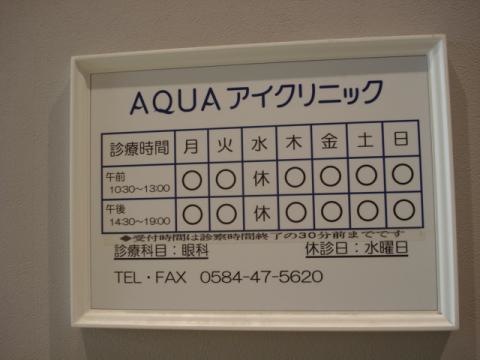 AQUAアイクリニック
診療時間 月 火 水 木 金 土 日
午前 10:30〜13:00 ○ ○ 休 ○ ○ ○ ○
午後 14:30〜19:00 ○ ○ 休 ○ ○ ○ ○
◆受付時間は診察時間終了の30分前までです
診療科目：眼科 休診日：水曜日
TEL・FAX 0584-47-5620